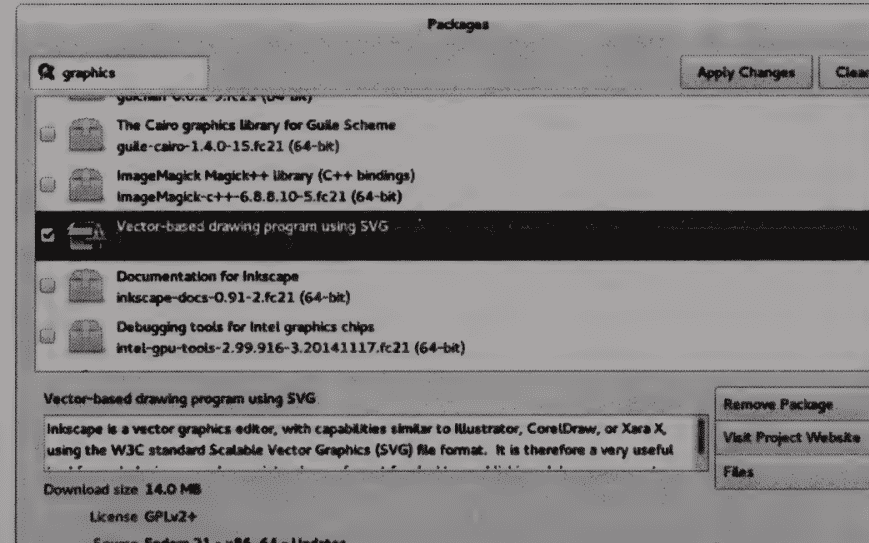 Packages
graphics
Apply Changes
Clear
The Cairo graphics library for Guile Scheme
guile-cairo-1.4.0-15.fc21 (64-bit)
ImageMagick Magick++ library (C++ bindings)
ImageMagick-c++-6.8.8.10-5.fc21 (64-bit)
Vector-based drawing program using SVG
Documentation for Inkscape
inkscape-docs-0.91-2.fc21 (64-bit)
Debugging tools for Intel graphics chips
intel-gpu-tools-2.99.916-3.20141117.fc21 (64-bit)
Vector-based drawing program using SVG
Inkscape is a vector graphics editor, with capabilities similar to Illustrator, CorelDraw, or Xara X,
using the W3C standard Scalable Vector Graphics (SVG) file format. It is therefore a very useful
Remove Package
Visit Project Website
Files
Download size 14.0 MB
License GPLv2+